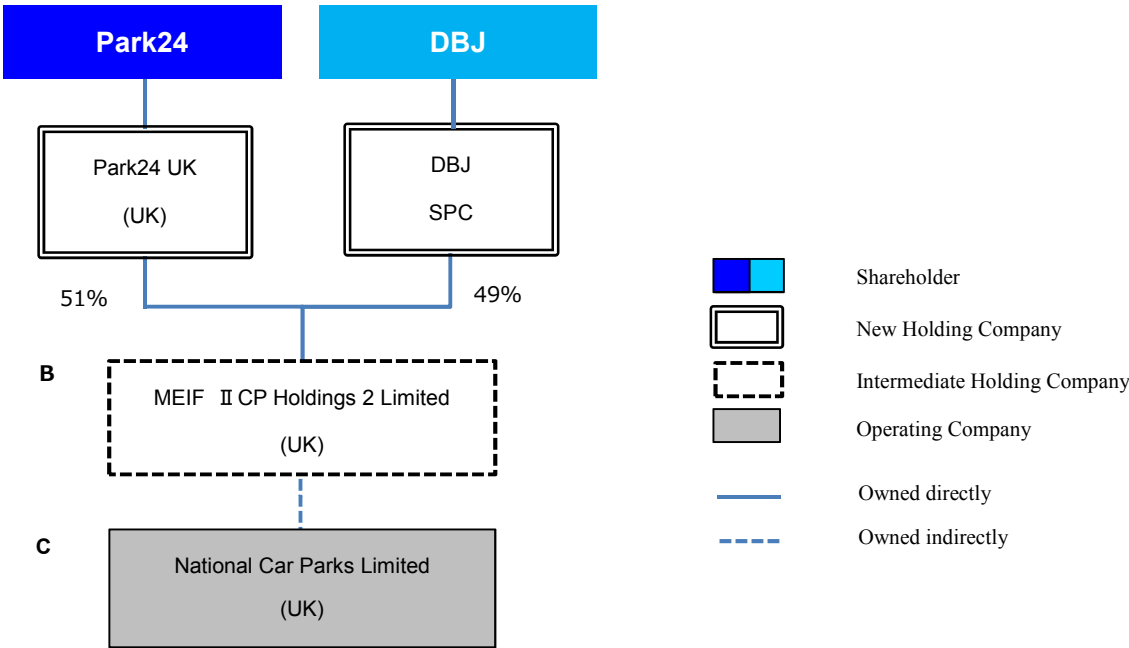 Park24
DBJ
Park24 UK
(UK)
DBJ
SPC
51%
49%
B
MEIF Ⅱ CP Holdings 2 Limited
(UK)
C
National Car Parks Limited
(UK)
Shareholder
New Holding Company
Intermediate Holding Company
Operating Company
Owned directly
Owned indirectly